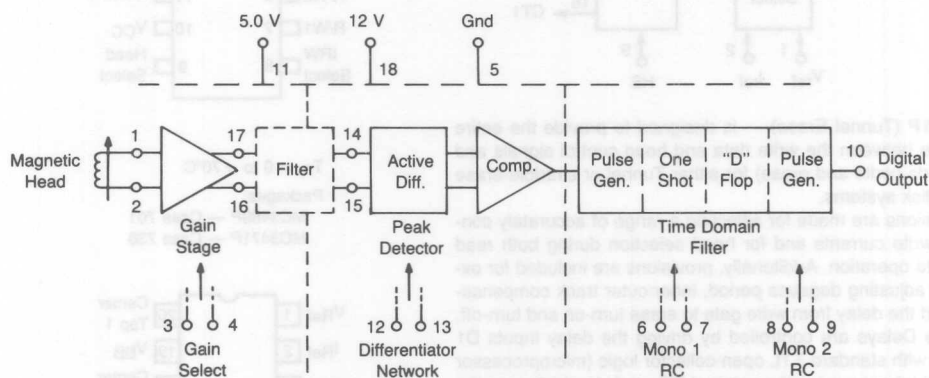 5.0 V
12 V
Gnd
11
18
5
Magnetic
Head
1
2
17
16
Gain
Stage
3
4
Gain
Select
Filter
14
15
Active
Diff.
Peak
Detector
12
13
Differentiator
Network
Comp.
Pulse
Gen.
One
Shot
"D"
Flop
Pulse
Gen.
10
Digital
Output
Time Domain
Filter
6
7
Mono 1
RC
8
9
Mono 2
RC